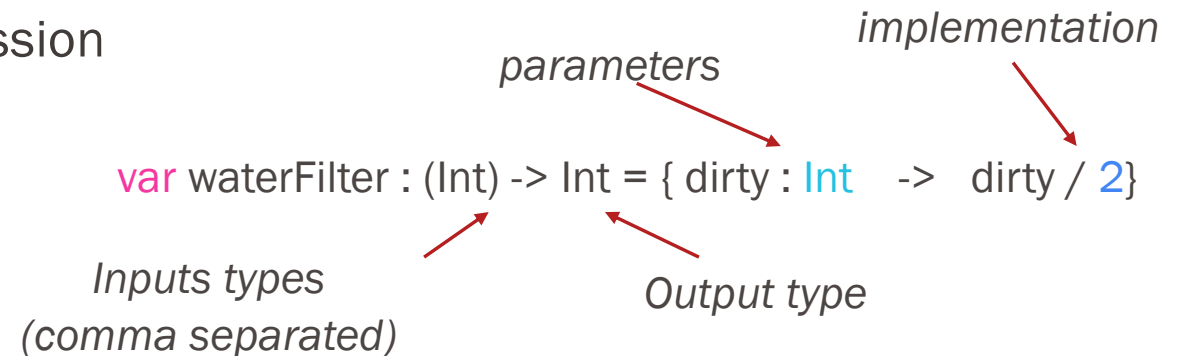 ssion
implementation
parameters
var waterFilter : (Int) -> Int = { dirty : Int -> dirty / 2}
Inputs types
(comma separated)
Output type